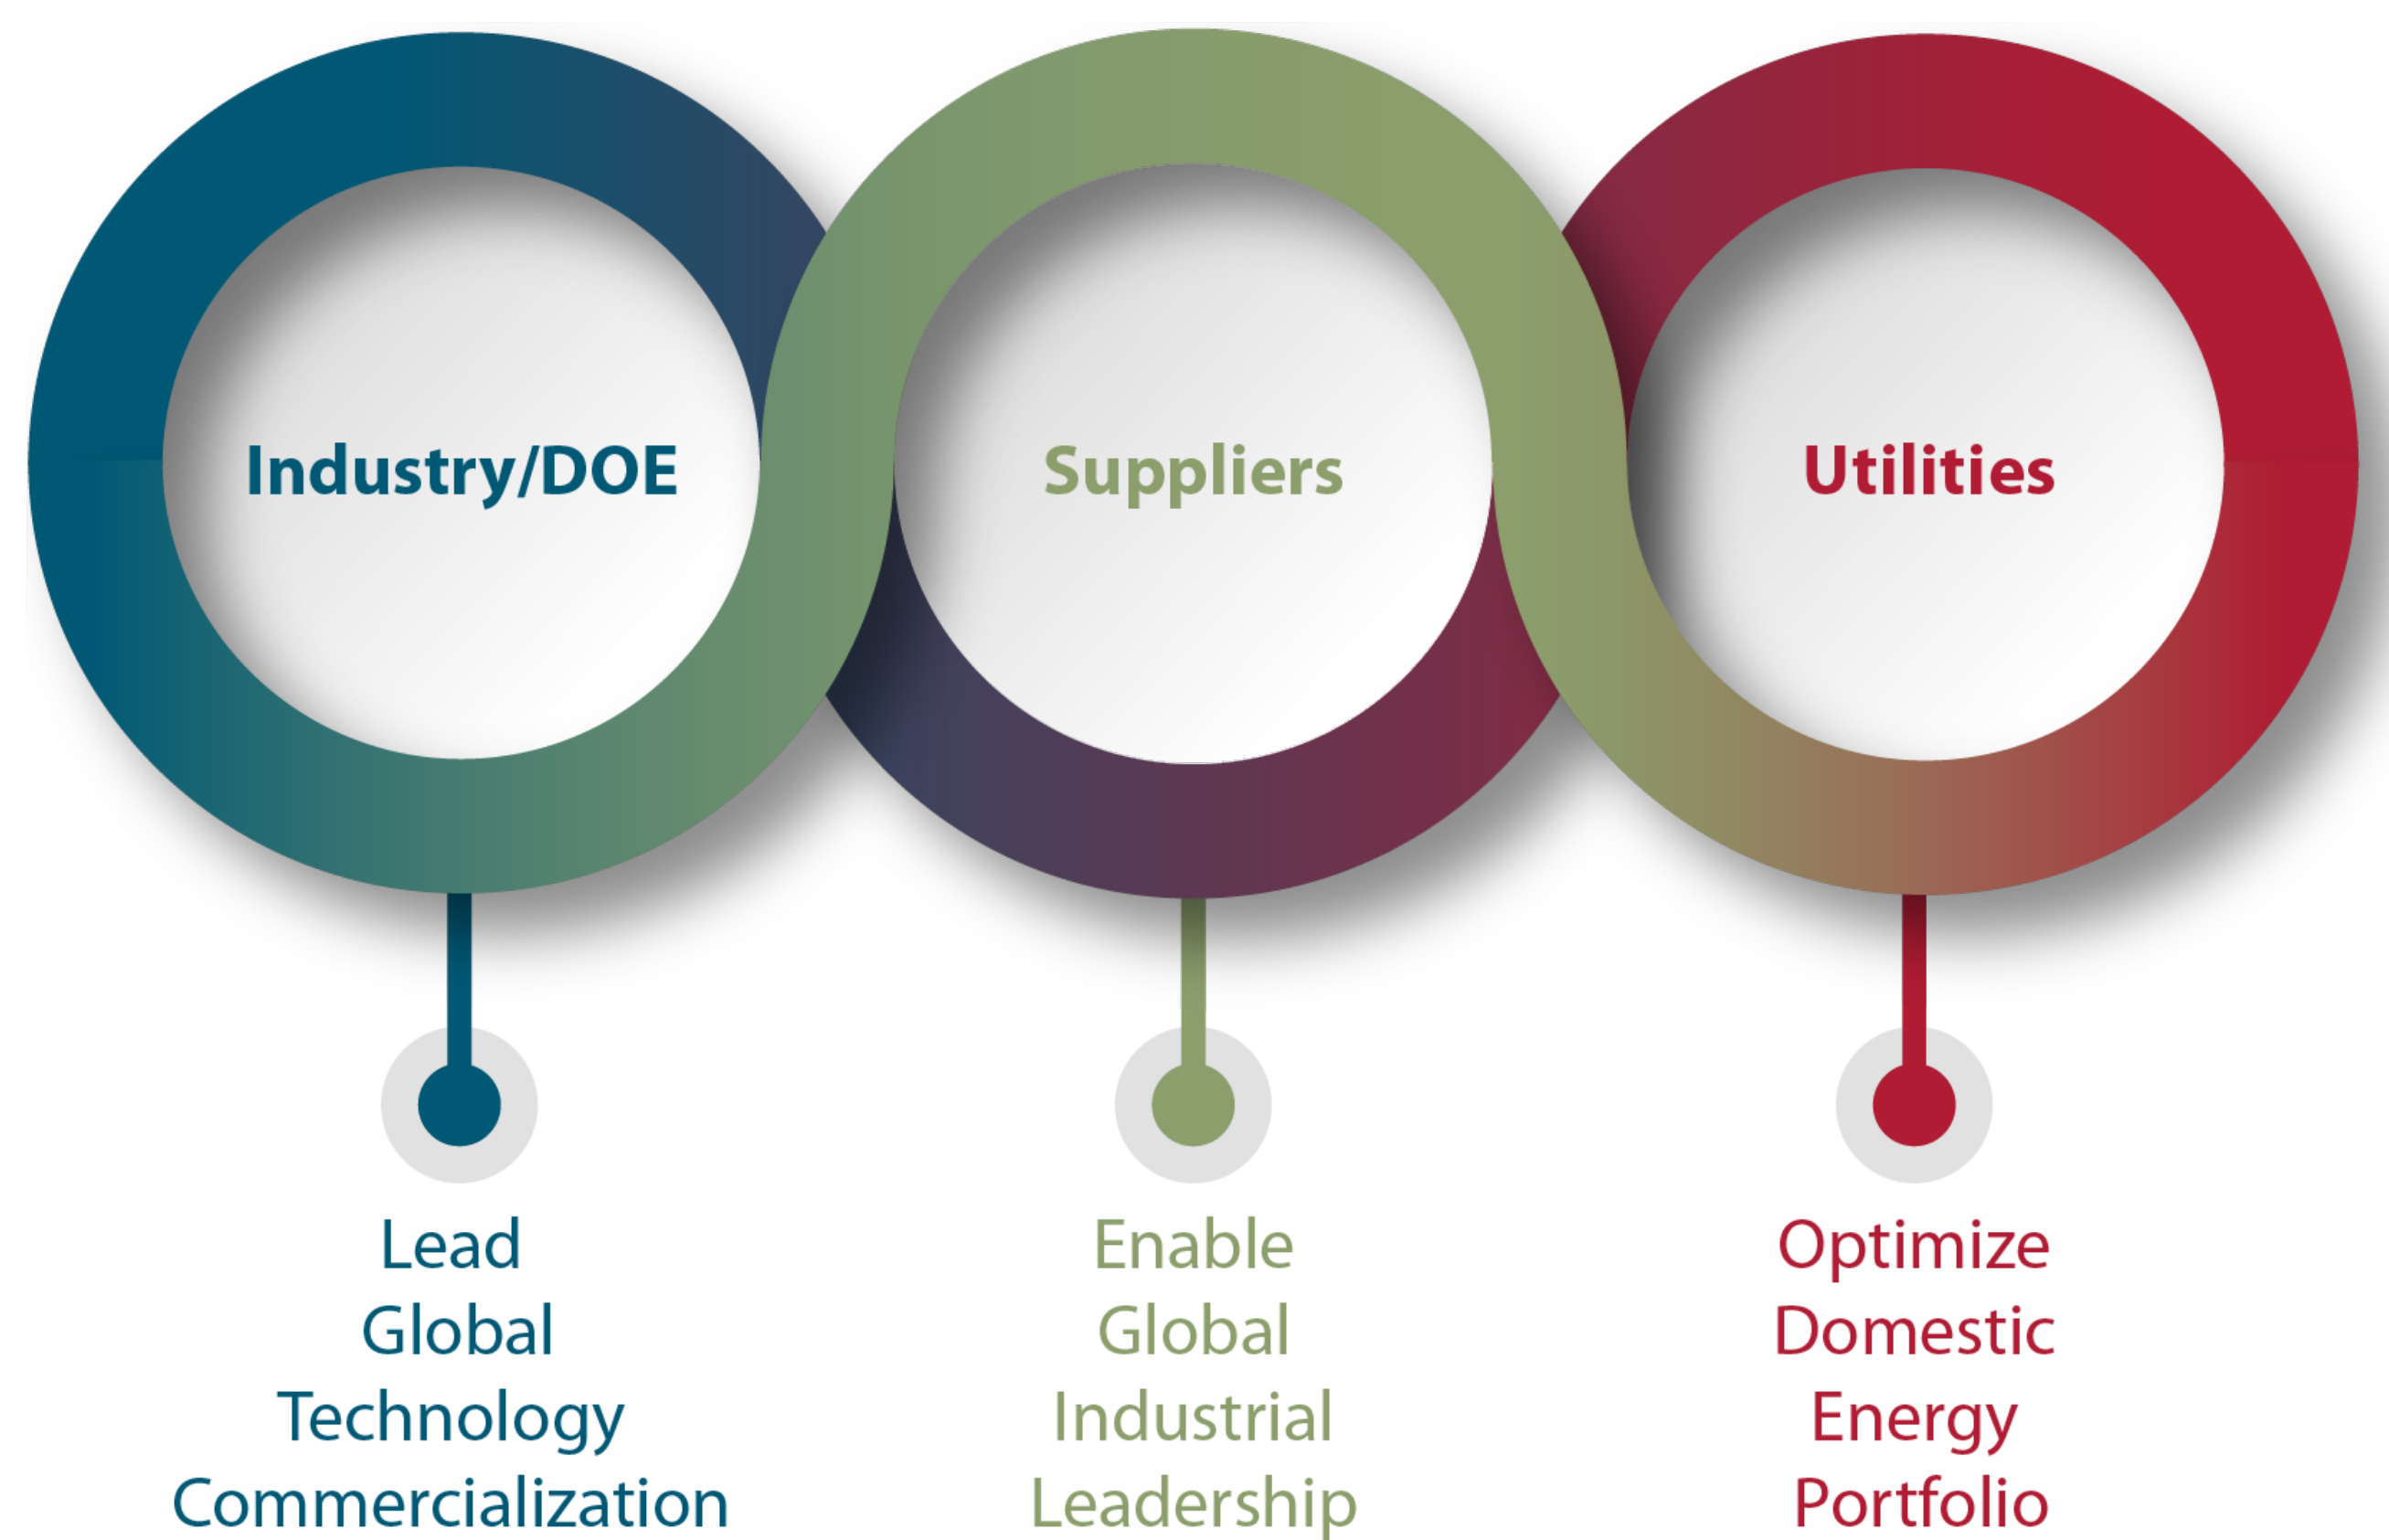 Industry/DOE
Suppliers
Utilities
Lead
Global
Technology
Commercialization
Enable
Global
Industrial
Leadership
Optimize
Domestic
Energy
Portfolio